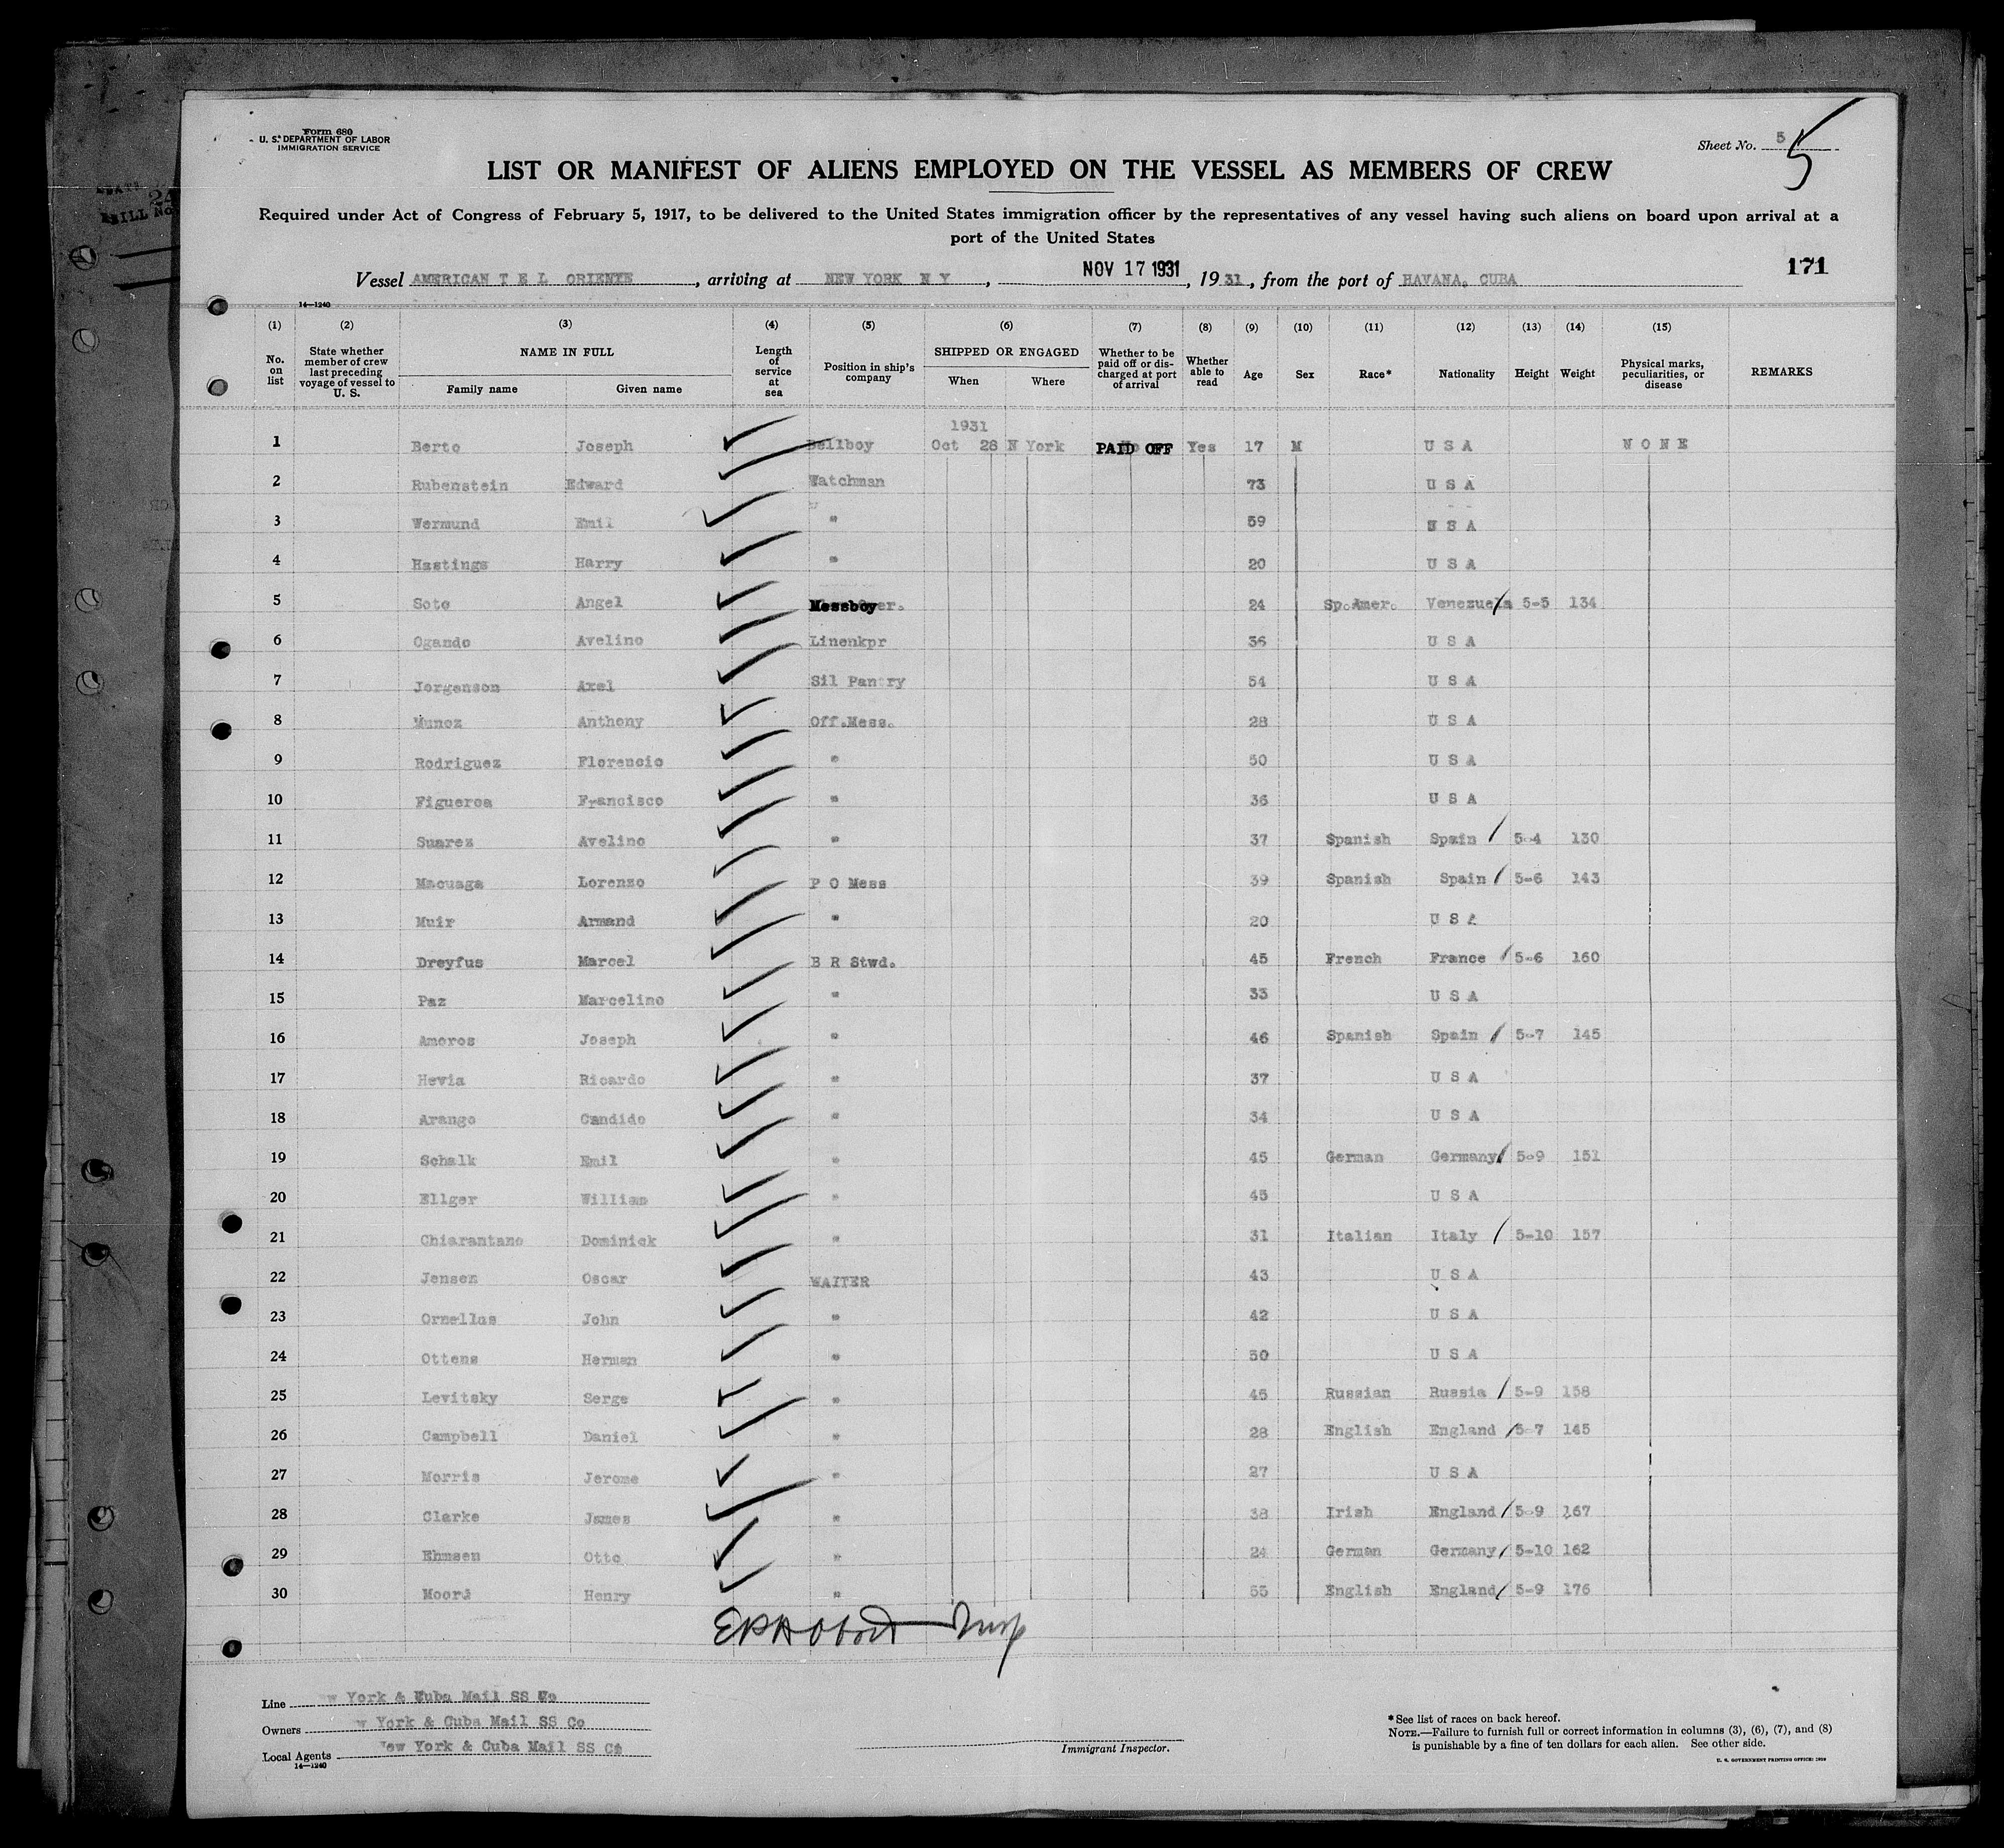 Form 680
U. S. DEPARTMENT OF LABOR
IMMIGRATION SERVICE
Sheet No. 5
5
LIST OR MANIFEST OF ALIENS EMPLOYED ON THE VESSEL AS MEMBERS OF CREW
Required under Act of Congress of February 5, 1917, to be delivered to the United States immigration officer by the representatives of any vessel having such aliens on board upon arrival at a
port of the United States
Vessel AMERICAN T E L ORIENTE, arriving at NEW YORK N Y, NOV 17 1931, 1931, from the port of HAVANA, CUBA
171
14—1240
(1) (2) (3) (4) (5) (6) (7) (8) (9) (10) (11) (12) (13) (14) (15)
No. on list
State whether member of crew last preceding voyage of vessel to U. S.
NAME IN FULL
Family name Given name
Length of service at sea
Position in ship's company
SHIPPED OR ENGAGED
When Where
Whether to be paid off or discharged at port of arrival
Whether able to read
Age Sex Race* Nationality Height Weight
Physical marks, peculiarities, or disease
REMARKS
1931
1 Berto Joseph Bellboy Oct 28 N York PAID OFF Yes 17 M U S A N O N E
2 Rubenstein Edward Watchman 73 U S A
3 Wermund Emil " 59 U S A
4 Hastings Harry " 20 U S A
5 Soto Angel Messboy 24 Sp.Amer. Venezuela 5-5 134
6 Ogando Avelino Linenkpr 36 U S A
7 Jorgenson Axel Sil Pantry 54 U S A
8 Munoz Anthony Off.Mess. 28 U S A
9 Rodriguez Florencio " 50 U S A
10 Figueroa Francisco " 36 U S A
11 Suarez Avelino " 37 Spanish Spain 5-4 130
12 Macuaga Lorenzo P O Mess 39 Spanish Spain 5-6 143
13 Muir Armand " 20 U S A
14 Dreyfus Marcel B R Stwd. 45 French France 5-6 160
15 Paz Marcelino " 33 U S A
16 Amoros Joseph " 46 Spanish Spain 5-7 145
17 Hevia Ricardo " 37 U S A
18 Arango Candido " 34 U S A
19 Schalk Emil " 45 German Germany 5-9 151
20 Ellger William " 45 U S A
21 Chiarantano Dominick " 31 Italian Italy 5-10 157
22 Jensen Oscar WAITER 43 U S A
23 Ornellas John " 42 U S A
24 Ottens Herman " 50 U S A
25 Levitsky Serge " 45 Russian Russia 5-9 158
26 Campbell Daniel " 28 English England 5-7 145
27 Morris Jerome " 27 U S A
28 Clarke James " 38 Irish England 5-9 167
29 Ehmsen Otto " 24 German Germany 5-10 162
30 Moore Henry " 55 English England 5-9 176
Line ew York & Cuba Mail SS Co
Owners w York & Cuba Mail SS Co
Local Agents New York & Cuba Mail SS Co
14—1240
Immigrant Inspector.
*See list of races on back hereof.
NOTE.—Failure to furnish full or correct information in columns (3), (6), (7), and (8)
is punishable by a fine of ten dollars for each alien. See other side.
U. S. GOVERNMENT PRINTING OFFICE: 1929